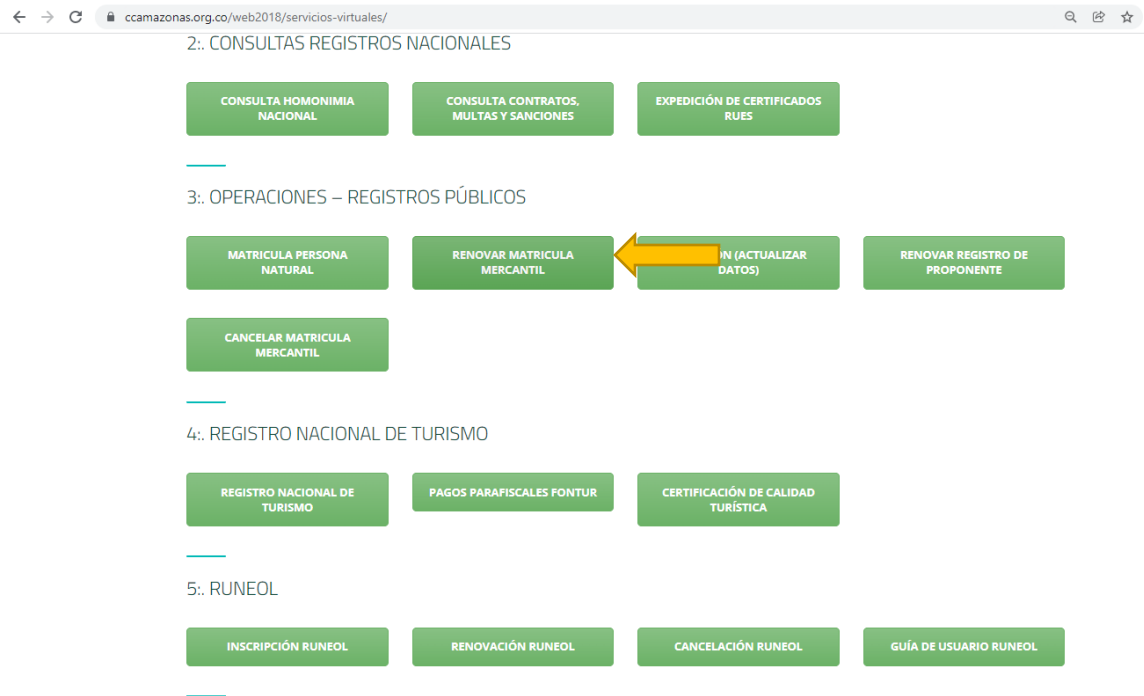 ccamazonas.org.co/web2018/servicios-virtuales/
2:. CONSULTAS REGISTROS NACIONALES
CONSULTA HOMONIMIA
NACIONAL
CONSULTA CONTRATOS,
MULTAS Y SANCIONES
EXPEDICIÓN DE CERTIFICADOS
RUES
3:. OPERACIONES – REGISTROS PÚBLICOS
MATRICULA PERSONA
NATURAL
RENOVAR MATRICULA
MERCANTIL
(ACTUALIZAR
DATOS)
RENOVAR REGISTRO DE
PROPONENTE
CANCELAR MATRICULA
MERCANTIL
4:. REGISTRO NACIONAL DE TURISMO
REGISTRO NACIONAL DE
TURISMO
PAGOS PARAFISCALES FONTUR
CERTIFICACIÓN DE CALIDAD
TURÍSTICA
5:. RUNEOL
INSCRIPCIÓN RUNEOL
RENOVACIÓN RUNEOL
CANCELACIÓN RUNEOL
GUÍA DE USUARIO RUNEOL